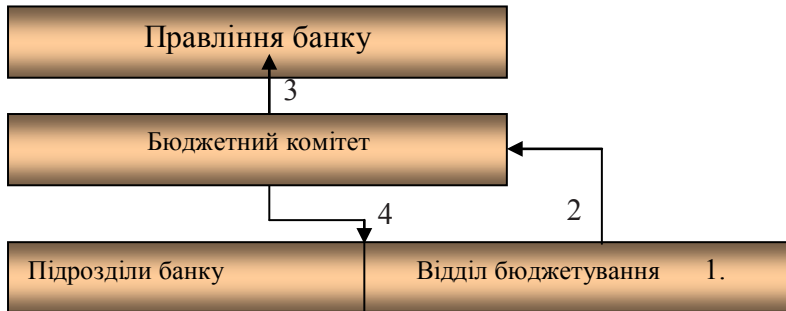 Правління банку
3
Бюджетний комітет
4
2
Підрозділи банку
Відділ бюджетування 1.